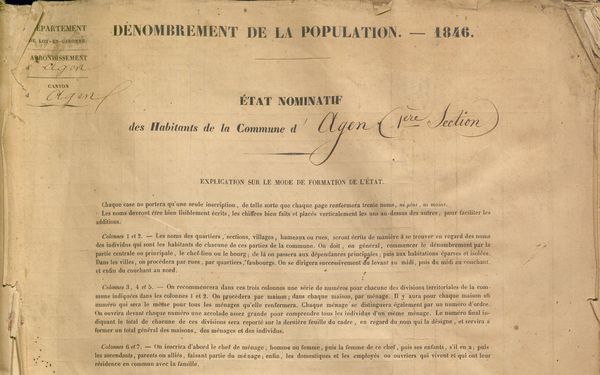 DÉPARTEMENT
DE LOT-ET-GARONNE.
ARRONDISSEMENT
d Agen
CANTON
d Agen
DÉNOMBREMENT DE LA POPULATION. — 1846.
ÉTAT NOMINATIF
des Habitants de la Commune d' Agen (1ère Section)
EXPLICATION SUR LE MODE DE FORMATION DE L'ÉTAT.
Chaque case ne portera qu'une seule inscription, de telle sorte que chaque page renfermera trente noms, ni plus, ni moins.
Les noms devront être bien lisiblement écrits, les chiffres bien faits et placés verticalement les uns au-dessus des autres, pour faciliter les
additions.
Colonnes 1 et 2. — Les noms des quartiers, sections, villages, hameaux ou rues, seront écrits de manière à se trouver en regard des noms
des individus qui sont les habitants de chacune de ces parties de la commune. On doit, en général, commencer le dénombrement par la
partie centrale ou principale, le chef-lieu ou le bourg; de là on passera aux dépendances principales, puis aux habitations éparses et isolées.
Dans les villes, on procédera par rues, par quartiers, faubourgs. On se dirigera successivement du levant au midi, puis du midi au couchant
et enfin du couchant au nord.
Colonnes 3, 4 et 5. — On recommencera dans ces trois colonnes une série de numéros pour chacune des divisions territoriales de la com-
mune indiquées dans les colonnes 1 et 2. On procédera par maison; dans chaque maison, par ménage. Il y aura pour chaque maison un
numéro qui sera le même pour tous les ménages qu'elle renfermera. Chaque ménage se distinguera également par un numéro d'ordre.
On ouvrira devant chaque numéro une accolade assez grande pour comprendre tous les individus d'un même ménage. Le numéro final in-
diquant le total de chacune de ces divisions sera reporté sur la dernière feuille du cadre, en regard du nom qui la désigne, et servira à
former un total général des maisons, des ménages et des individus.
Colonnes 6 et 7. — On inscrira d'abord le chef de ménage, homme ou femme, puis la femme de ce chef, puis ses enfants, s'il en a; puis
les ascendants, parents ou alliés, faisant partie du ménage; enfin, les domestiques et les employés ou ouvriers qui vivent et qui ont leur
résidence en commun avec la famille.